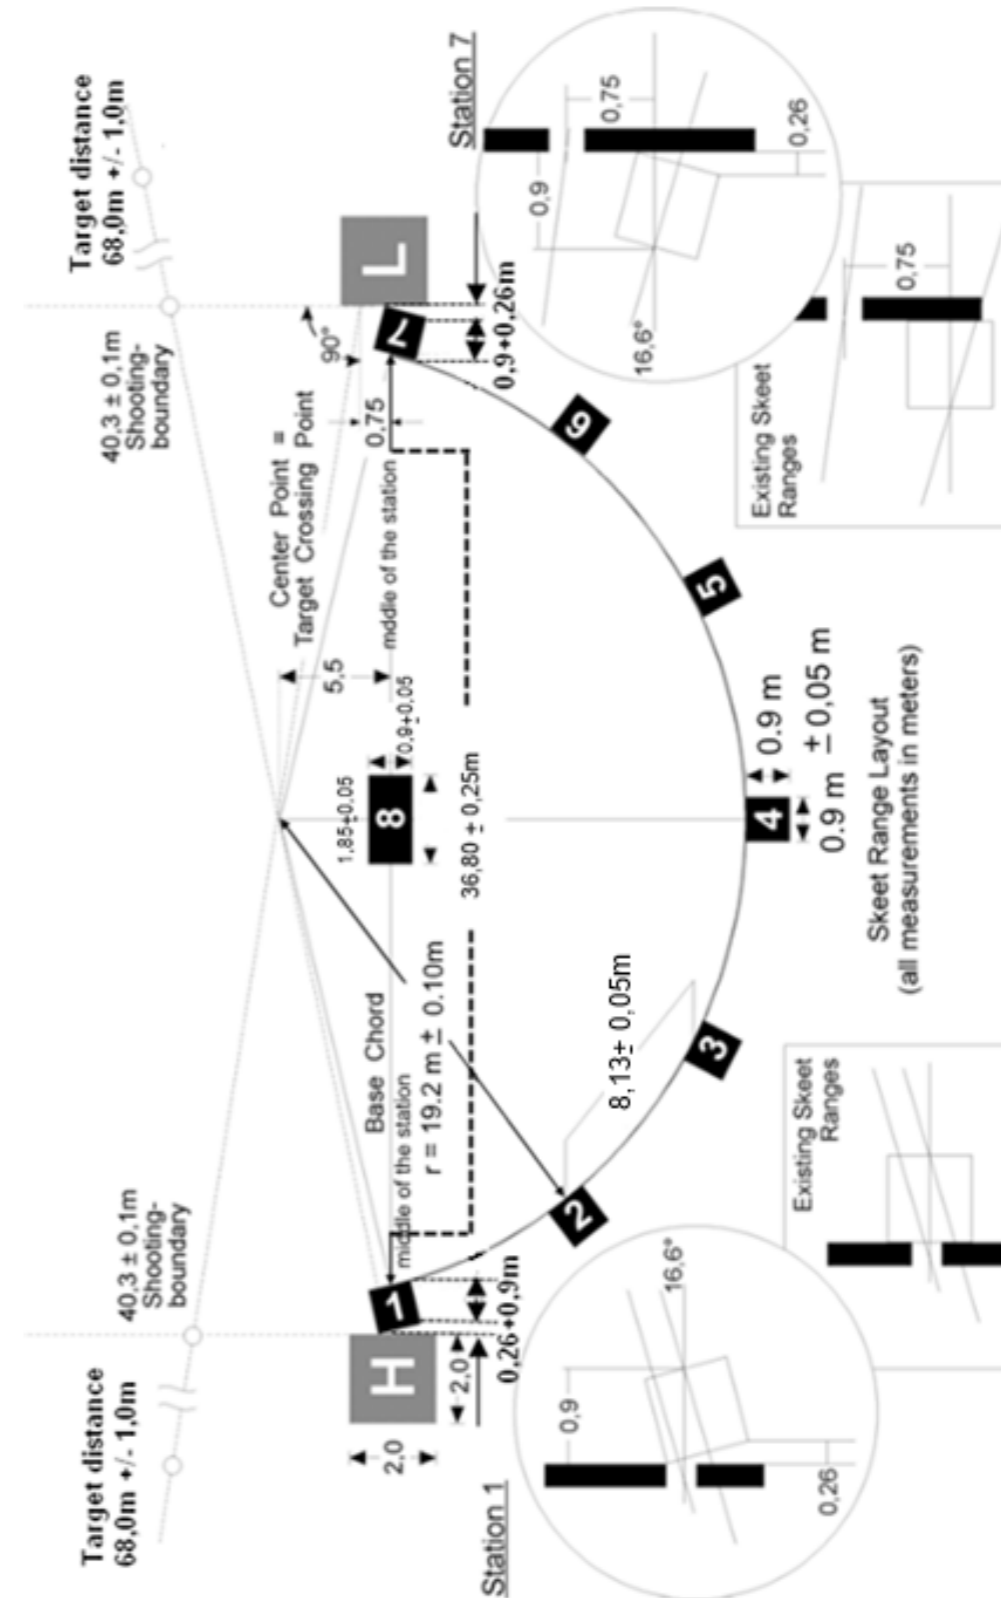 Target distance
68,0m +/- 1,0m
Target distance
68,0m +/- 1,0m
40,3 ± 0,1m
Shooting-
boundary
40,3 ± 0,1m
Shooting-
boundary
Center Point =
Target Crossing Point
90°
5,5
0,75
1,85±0.05
0,9±0,05
H
L
1
7
8
2,0
2,0
Base Chord
middle of the station
mddle of the station
r = 19.2 m ± 0.10m
36,80 ± 0,25m
0,26+0,9m
0,9+0,26m
Station 1
Station 7
2
6
3
5
4
8,13± 0,05m
0.9 m
0.9 m ± 0,05 m
0,9
16,6°
0,26
0,75
0,9
16,6°
0,26
Existing Skeet
Ranges
Existing Skeet
Ranges
0,75
Skeet Range Layout
(all measurements in meters)